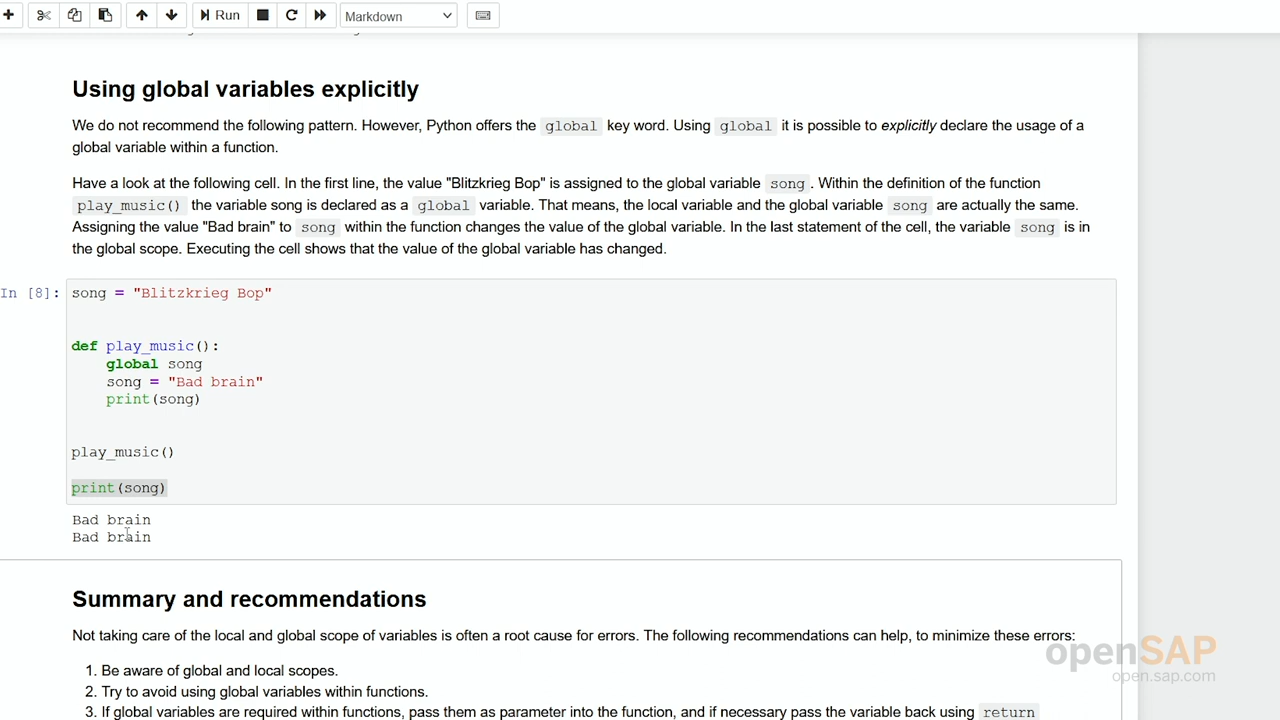 Run
Markdown
Using global variables explicitly
We do not recommend the following pattern. However, Python offers the global key word. Using global it is possible to explicitly declare the usage of a
global variable within a function.
Have a look at the following cell. In the first line, the value "Blitzkrieg Bop" is assigned to the global variable song . Within the definition of the function
play_music() the variable song is declared as a global variable. That means, the local variable and the global variable song are actually the same.
Assigning the value "Bad brain" to song within the function changes the value of the global variable. In the last statement of the cell, the variable song is in
the global scope. Executing the cell shows that the value of the global variable has changed.
In [8]: song = "Blitzkrieg Bop"
def play_music():
    global song
    song = "Bad brain"
    print(song)
play_music()
print(song)
Bad brain
Bad brain
Summary and recommendations
Not taking care of the local and global scope of variables is often a root cause for errors. The following recommendations can help, to minimize these errors:
1. Be aware of global and local scopes.
2. Try to avoid using global variables within functions.
3. If global variables are required within functions, pass them as parameter into the function, and if necessary pass the variable back using return
openSAP
open.sap.com